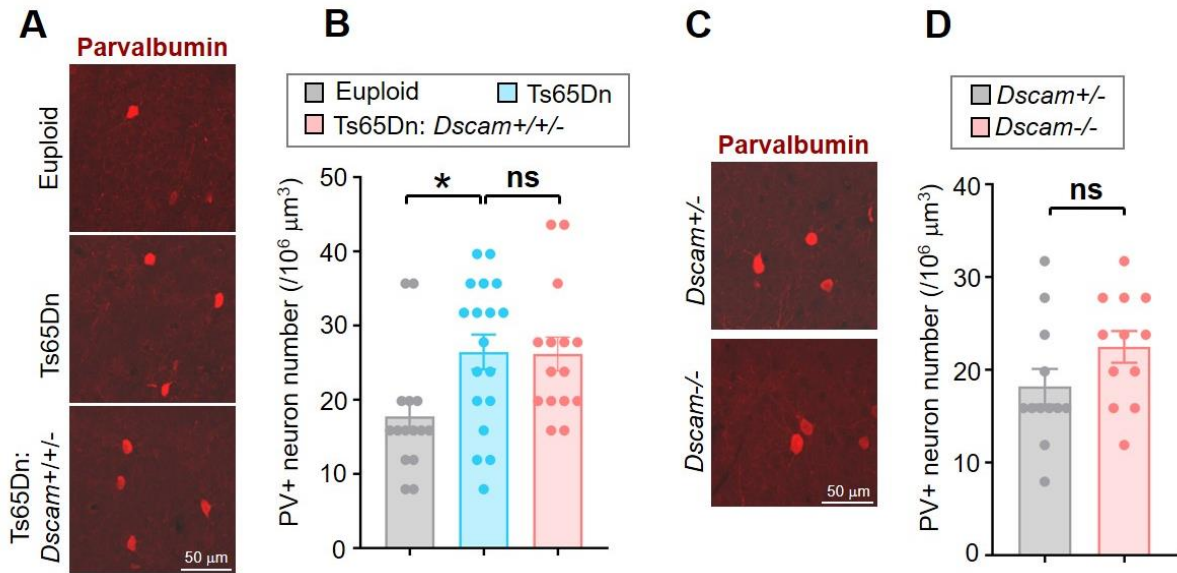 A
Parvalbumin
Euploid
Ts65Dn
Ts65Dn:
Dscam+/+/-
50 μm
B
Euploid
Ts65Dn
Ts65Dn: Dscam+/+/-
PV+ neuron number (/10⁶ μm³)
50
40
30
20
10
0
*
ns
C
Parvalbumin
Dscam+/-
Dscam-/-
50 μm
D
Dscam+/-
Dscam-/-
PV+ neuron number (/10⁶ μm³)
40
30
20
10
0
ns